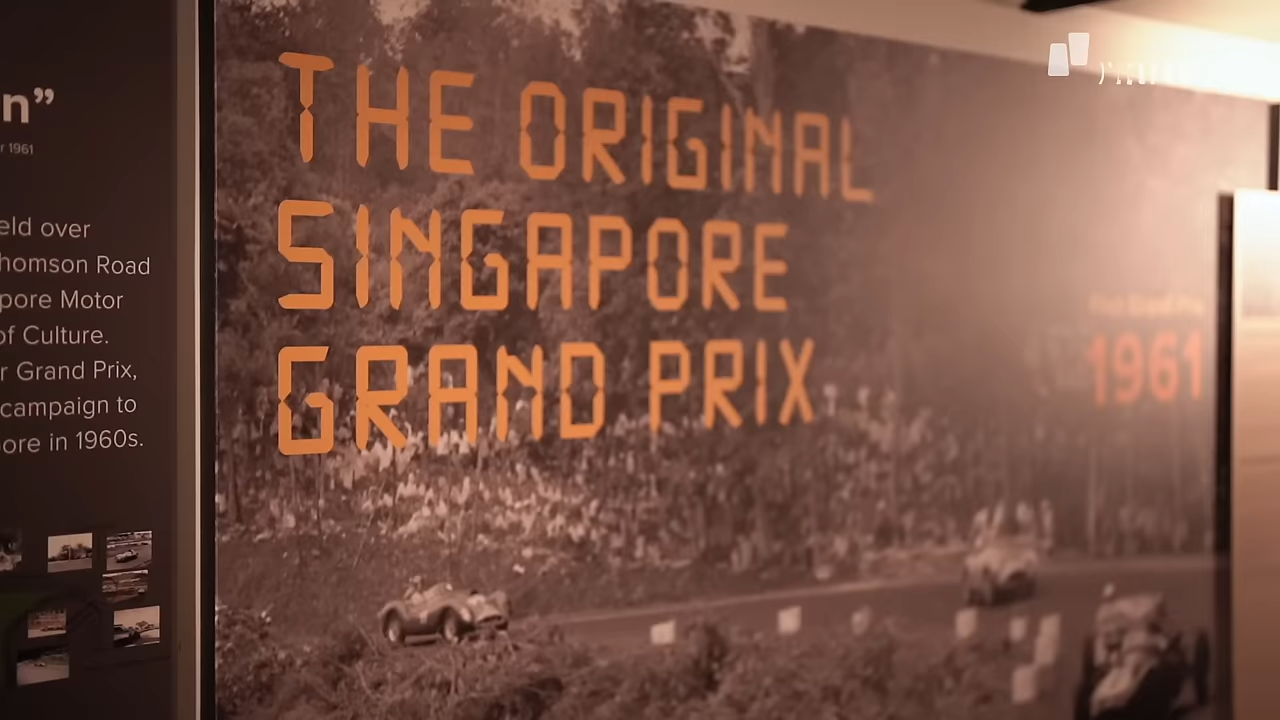 n”
r 1961
eld over
homson Road
pore Motor
of Culture.
r Grand Prix,
campaign to
ore in 1960s.
THE ORIGINAL
SINGAPORE
GRAND PRIX
1961